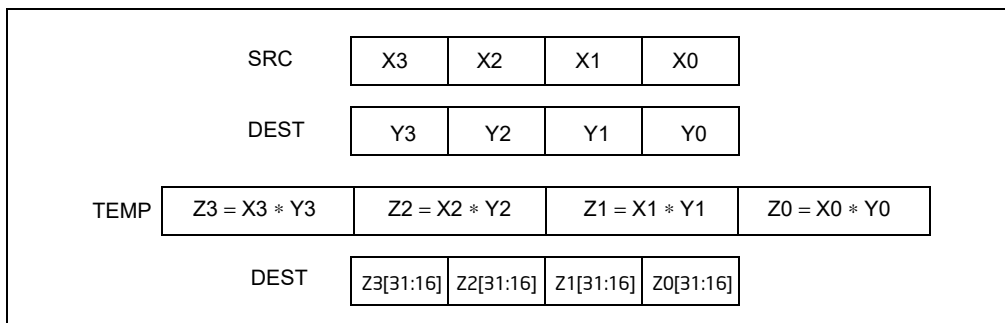 SRC X3 X2 X1 X0
DEST Y3 Y2 Y1 Y0
TEMP Z3 = X3 ∗ Y3 Z2 = X2 ∗ Y2 Z1 = X1 ∗ Y1 Z0 = X0 ∗ Y0
DEST Z3[31:16] Z2[31:16] Z1[31:16] Z0[31:16]